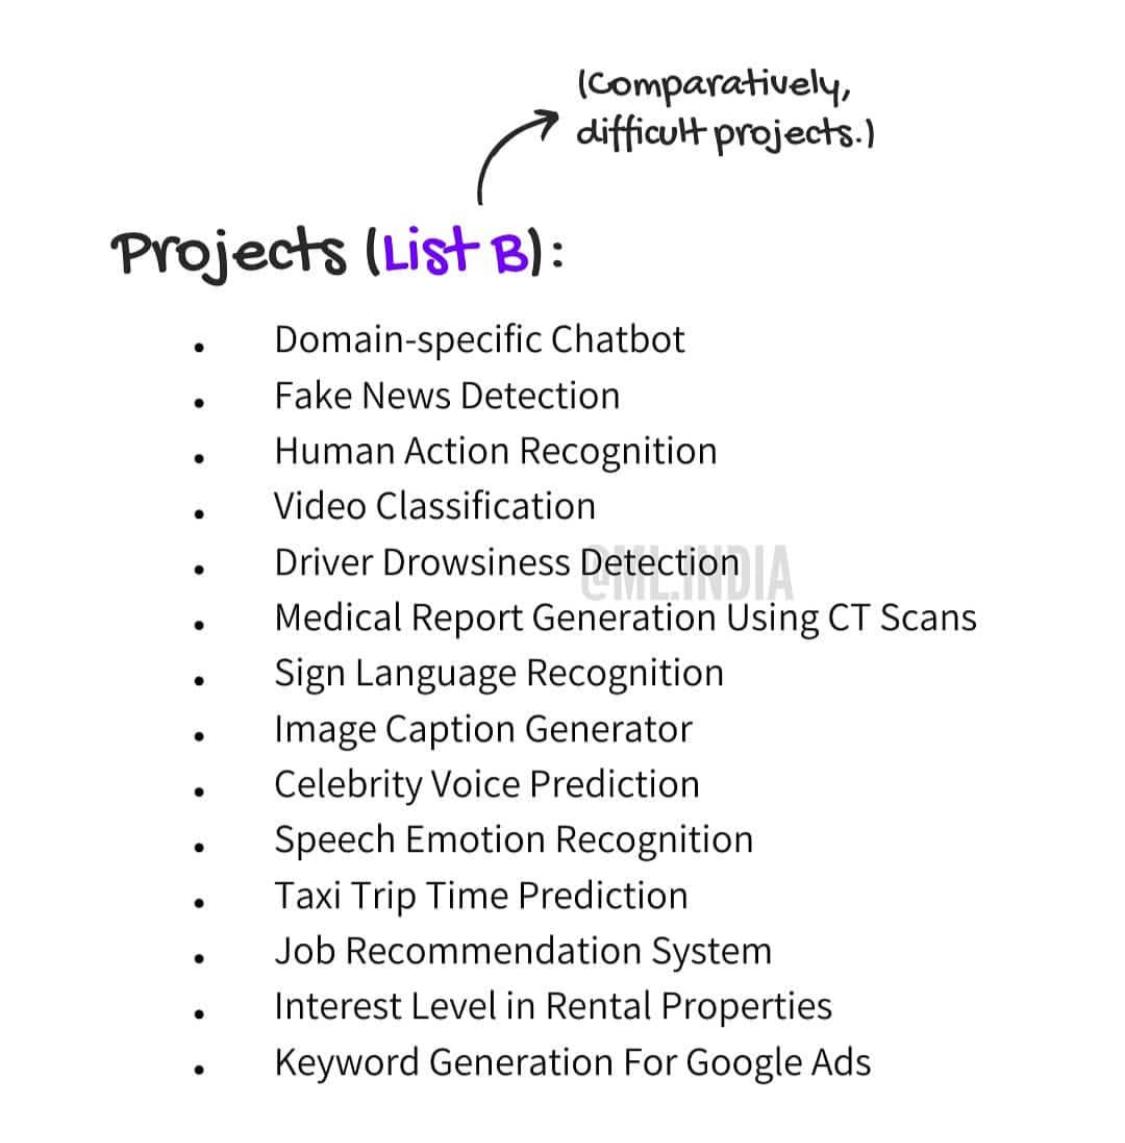 (Comparatively,
difficult projects.)
Projects (List B):
• Domain-specific Chatbot
• Fake News Detection
• Human Action Recognition
• Video Classification
• Driver Drowsiness Detection
@ML.INDIA
• Medical Report Generation Using CT Scans
• Sign Language Recognition
• Image Caption Generator
• Celebrity Voice Prediction
• Speech Emotion Recognition
• Taxi Trip Time Prediction
• Job Recommendation System
• Interest Level in Rental Properties
• Keyword Generation For Google Ads